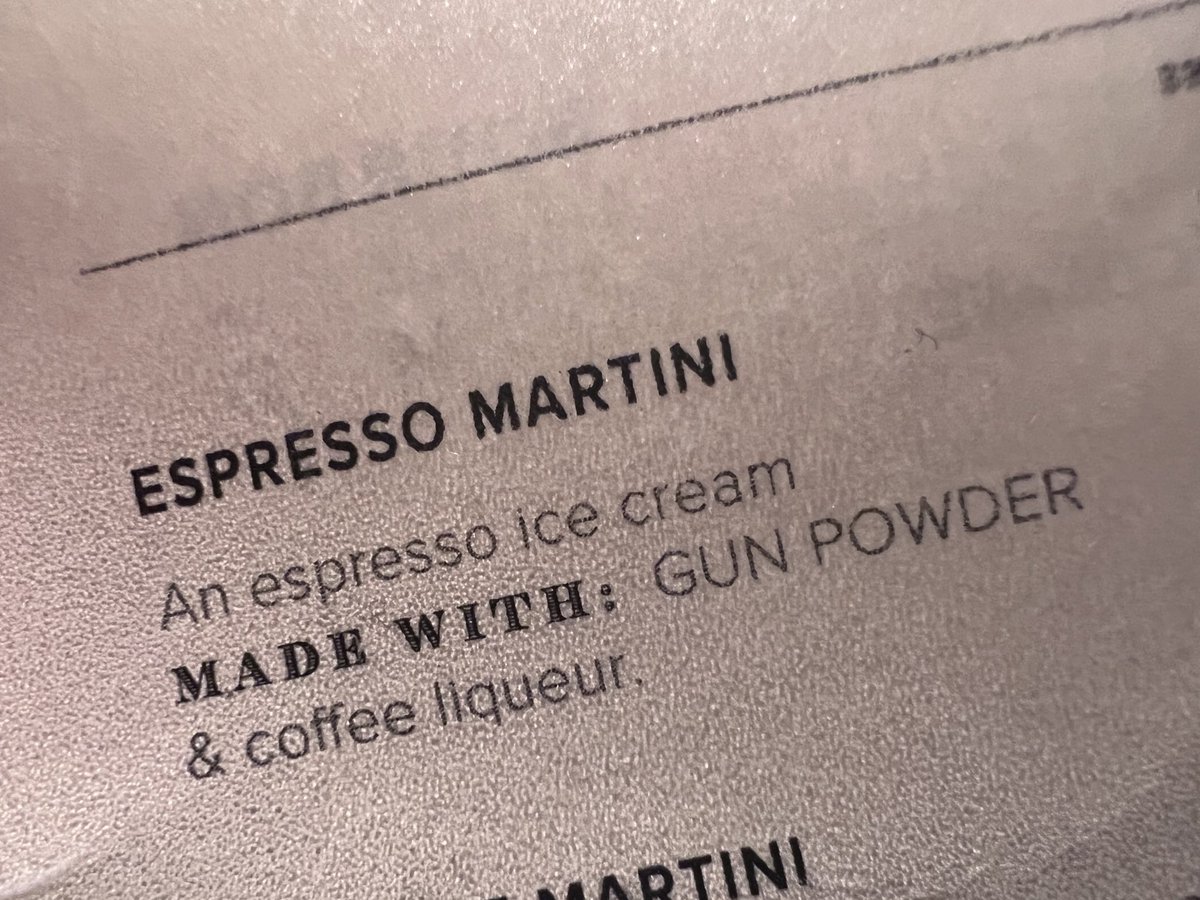 ESPRESSO MARTINI
An espresso ice cream
MADE WITH: GUN POWDER
& coffee liqueur.
MARTINI